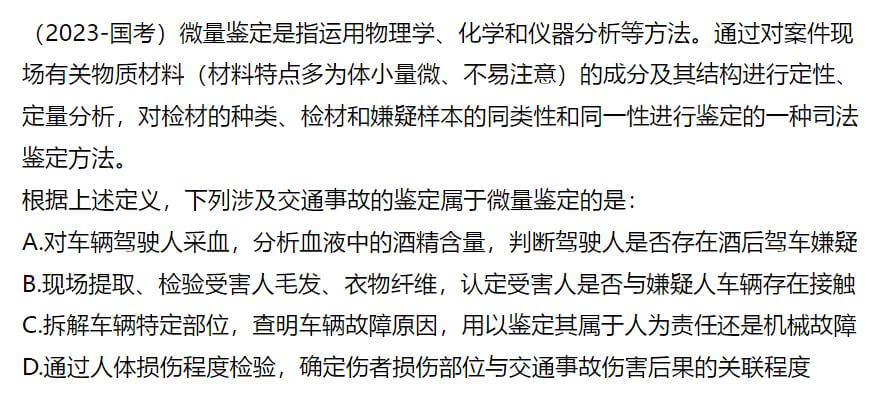 （2023-国考）微量鉴定是指运用物理学、化学和仪器分析等方法。通过对案件现
场有关物质材料（材料特点多为体小量微、不易注意）的成分及其结构进行定性、
定量分析，对检材的种类、检材和嫌疑样本的同类性和同一性进行鉴定的一种司法
鉴定方法。
根据上述定义，下列涉及交通事故的鉴定属于微量鉴定的是：
A.对车辆驾驶人采血，分析血液中的酒精含量，判断驾驶人是否存在酒后驾车嫌疑
B.现场提取、检验受害人毛发、衣物纤维，认定受害人是否与嫌疑人车辆存在接触
C.拆解车辆特定部位，查明车辆故障原因，用以鉴定其属于人为责任还是机械故障
D.通过人体损伤程度检验，确定伤者损伤部位与交通事故伤害后果的关联程度